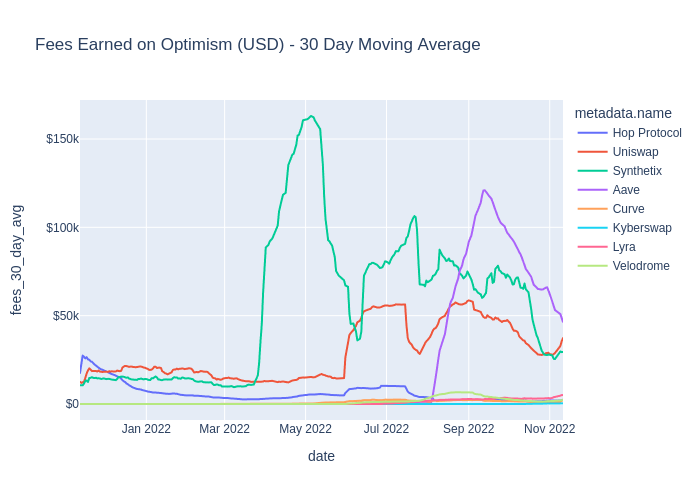 Fees Earned on Optimism (USD) - 30 Day Moving Average
metadata.name
Hop Protocol
Uniswap
Synthetix
Aave
Curve
Kyberswap
Lyra
Velodrome
fees_30_day_avg
$150k
$100k
$50k
$0
Jan 2022
Mar 2022
May 2022
Jul 2022
Sep 2022
Nov 2022
date